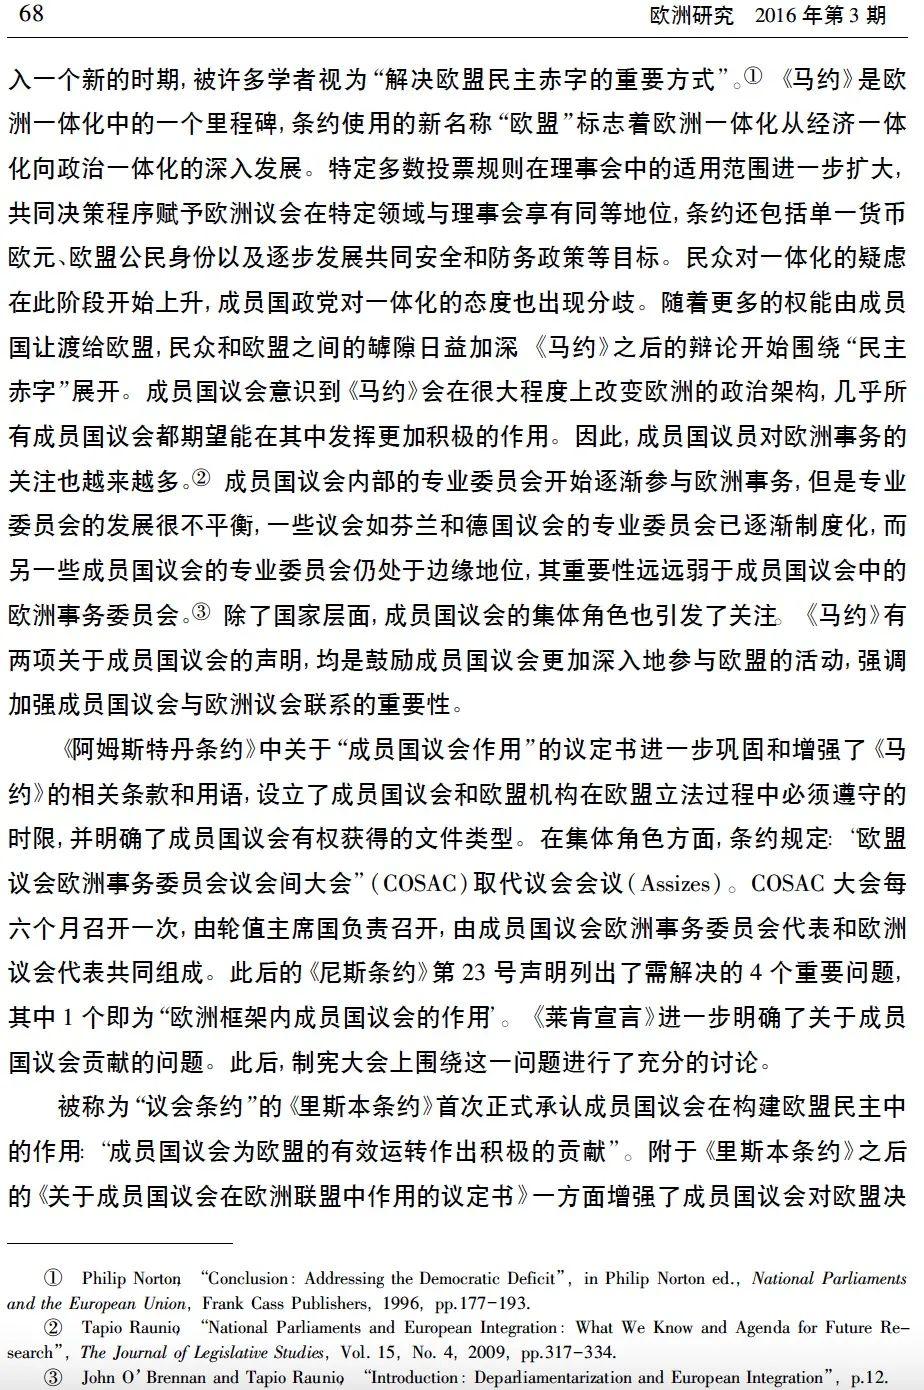 68 欧洲研究 2016年第3期
入一个新的时期,被许多学者视为“解决欧盟民主赤字的重要方式”。① 《马约》是欧
洲一体化中的一个里程碑,条约使用的新名称“欧盟”标志着欧洲一体化从经济一体
化向政治一体化的深入发展。特定多数投票规则在理事会中的适用范围进一步扩大,
共同决策程序赋予欧洲议会在特定领域与理事会享有同等地位,条约还包括单一货币
欧元、欧盟公民身份以及逐步发展共同安全和防务政策等目标。民众对一体化的疑虑
在此阶段开始上升,成员国政党对一体化的态度也出现分歧。随着更多的权能由成员
国让渡给欧盟,民众和欧盟之间的罅隙日益加深,《马约》之后的辩论开始围绕“民主
赤字”展开。成员国议会意识到《马约》会在很大程度上改变欧洲的政治架构,几乎所
有成员国议会都期望能在其中发挥更加积极的作用。因此,成员国议员对欧洲事务的
关注也越来越多。② 成员国议会内部的专业委员会开始逐渐参与欧洲事务,但是专业
委员会的发展很不平衡,一些议会如芬兰和德国议会的专业委员会已逐渐制度化,而
另一些成员国议会的专业委员会仍处于边缘地位,其重要性远远弱于成员国议会中的
欧洲事务委员会。③ 除了国家层面,成员国议会的集体角色也引发了关注。《马约》有
两项关于成员国议会的声明,均是鼓励成员国议会更加深入地参与欧盟的活动,强调
加强成员国议会与欧洲议会联系的重要性。
《阿姆斯特丹条约》中关于“成员国议会作用”的议定书进一步巩固和增强了《马
约》的相关条款和用语,设立了成员国议会和欧盟机构在欧盟立法过程中必须遵守的
时限,并明确了成员国议会有权获得的文件类型。在集体角色方面,条约规定:“欧盟
议会欧洲事务委员会议会间大会”(COSAC)取代议会会议(Assizes)。COSAC 大会每
六个月召开一次,由轮值主席国负责召开,由成员国议会欧洲事务委员会代表和欧洲
议会代表共同组成。此后的《尼斯条约》第 23 号声明列出了需解决的 4 个重要问题,
其中 1 个即为“欧洲框架内成员国议会的作用”。《莱肯宣言》进一步明确了关于成员
国议会贡献的问题。此后,制宪大会上围绕这一问题进行了充分的讨论。
被称为“议会条约”的《里斯本条约》首次正式承认成员国议会在构建欧盟民主中
的作用:“成员国议会为欧盟的有效运转作出积极的贡献”。附于《里斯本条约》之后
的《关于成员国议会在欧洲联盟中作用的议定书》一方面增强了成员国议会对欧盟决
① Philip Norton, “Conclusion: Addressing the Democratic Deficit”, in Philip Norton ed., National Parliaments
and the European Union, Frank Cass Publishers, 1996, pp.177-193.
② Tapio Raunio, “National Parliaments and European Integration: What We Know and Agenda for Future Re-
search”, The Journal of Legislative Studies, Vol. 15, No. 4, 2009, pp.317-334.
③ John O’Brennan and Tapio Raunio, “Introduction: Deparliamentarization and European Integration”, p.12.